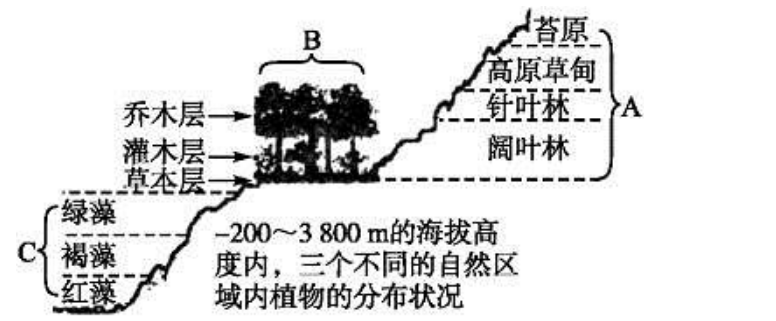 苔原
B
高原草甸
乔木层
针叶林
A
灌木层
阔叶林
草本层
绿藻
C
褐藻
红藻
-200～3 800 m的海拔高
度内，三个不同的自然区
域内植物的分布状况